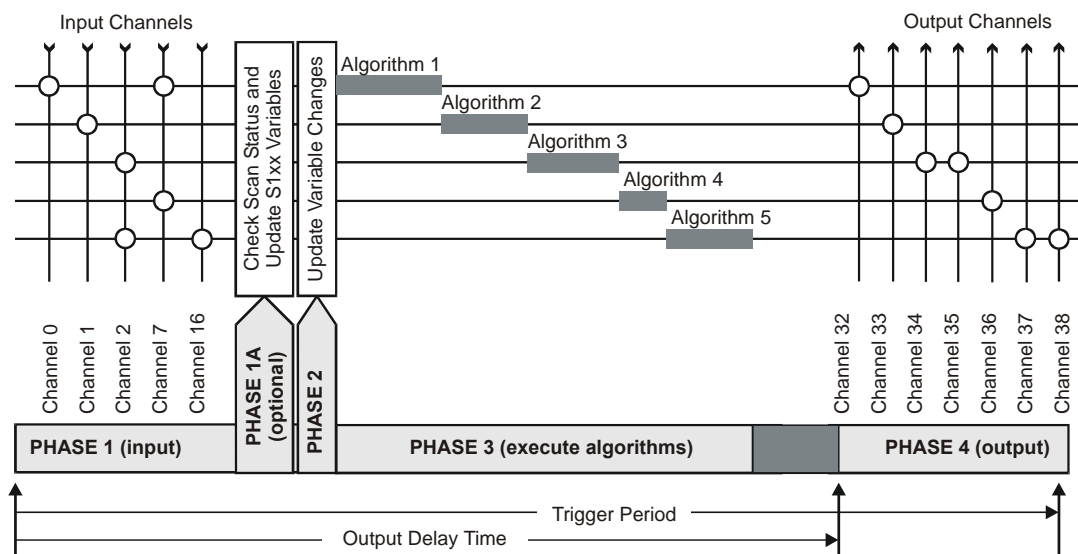 Input Channels
Output Channels
Check Scan Status and
Update S1xx Variables
Update Variable Changes
Algorithm 1
Algorithm 2
Algorithm 3
Algorithm 4
Algorithm 5
Channel 0
Channel 1
Channel 2
Channel 7
Channel 16
PHASE 1A
(optional)
PHASE 2
Channel 32
Channel 33
Channel 34
Channel 35
Channel 36
Channel 37
Channel 38
PHASE 1 (input)
PHASE 3 (execute algorithms)
PHASE 4 (output)
Trigger Period
Output Delay Time